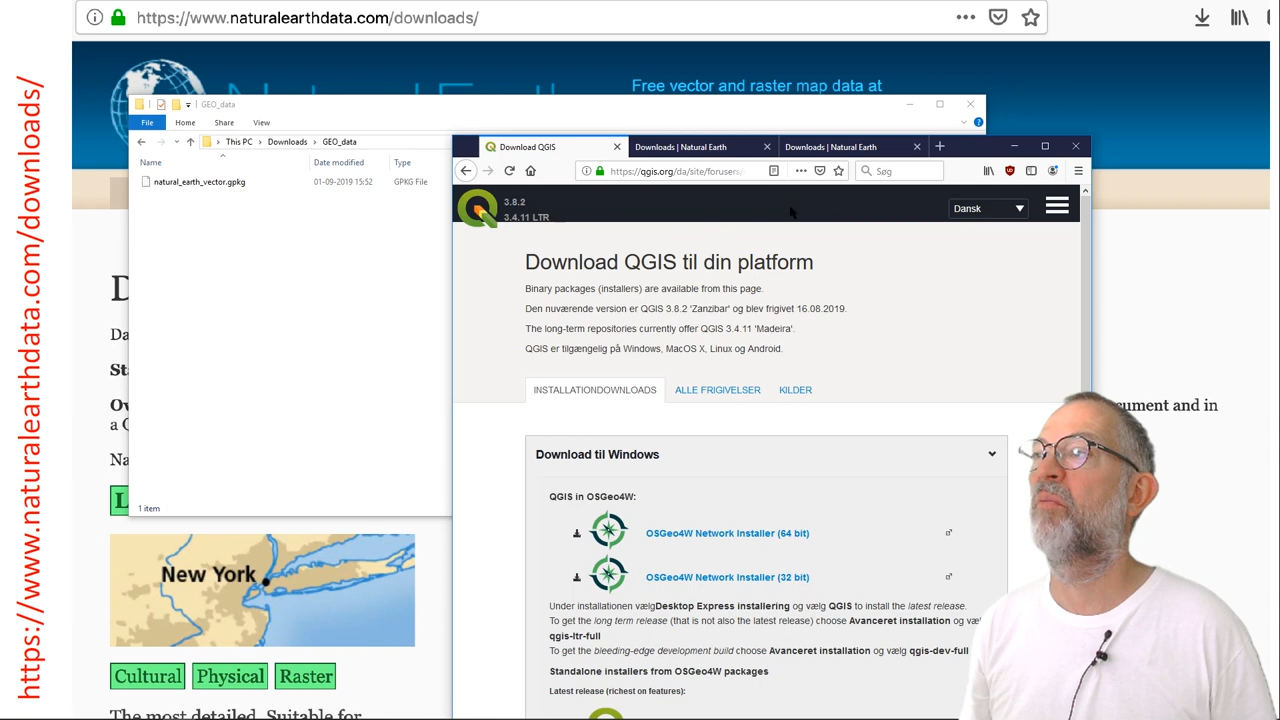 https://www.naturalearthdata.com/downloads/
https://www.naturalearthdata.com/downloads/
Free vector and raster map data at
GEO_data
File Home Share View
This PC Downloads GEO_data
Name Date modified Type
natural_earth_vector.gpkg 01-09-2019 15:52 GPKG File
1 item
Download QGIS Downloads | Natural Earth Downloads | Natural Earth
https://qgis.org/da/site/forusers/ Søg
3.8.2
3.4.11 LTR
Dansk
Download QGIS til din platform
Binary packages (installers) are available from this page.
Den nuværende version er QGIS 3.8.2 'Zanzibar' og blev frigivet 16.08.2019.
The long-term repositories currently offer QGIS 3.4.11 'Madeira'.
QGIS er tilgængelig på Windows, MacOS X, Linux og Android.
INSTALLATIONDOWNLOADS ALLE FRIGIVELSER KILDER
Download til Windows
QGIS in OSGeo4W:
OSGeo4W Network Installer (64 bit)
OSGeo4W Network Installer (32 bit)
Under installationen vælgDesktop Express installering og vælg QGIS to install the latest release.
To get the long term release (that is not also the latest release) choose Avanceret installation og væ
qgis-ltr-full
To get the bleeding-edge development build choose Avanceret installation og vælg qgis-dev-full
Standalone installers from OSGeo4W packages
Latest release (richest on features):
and in
New York
Cultural Physical Raster
The most detailed. Suitable for